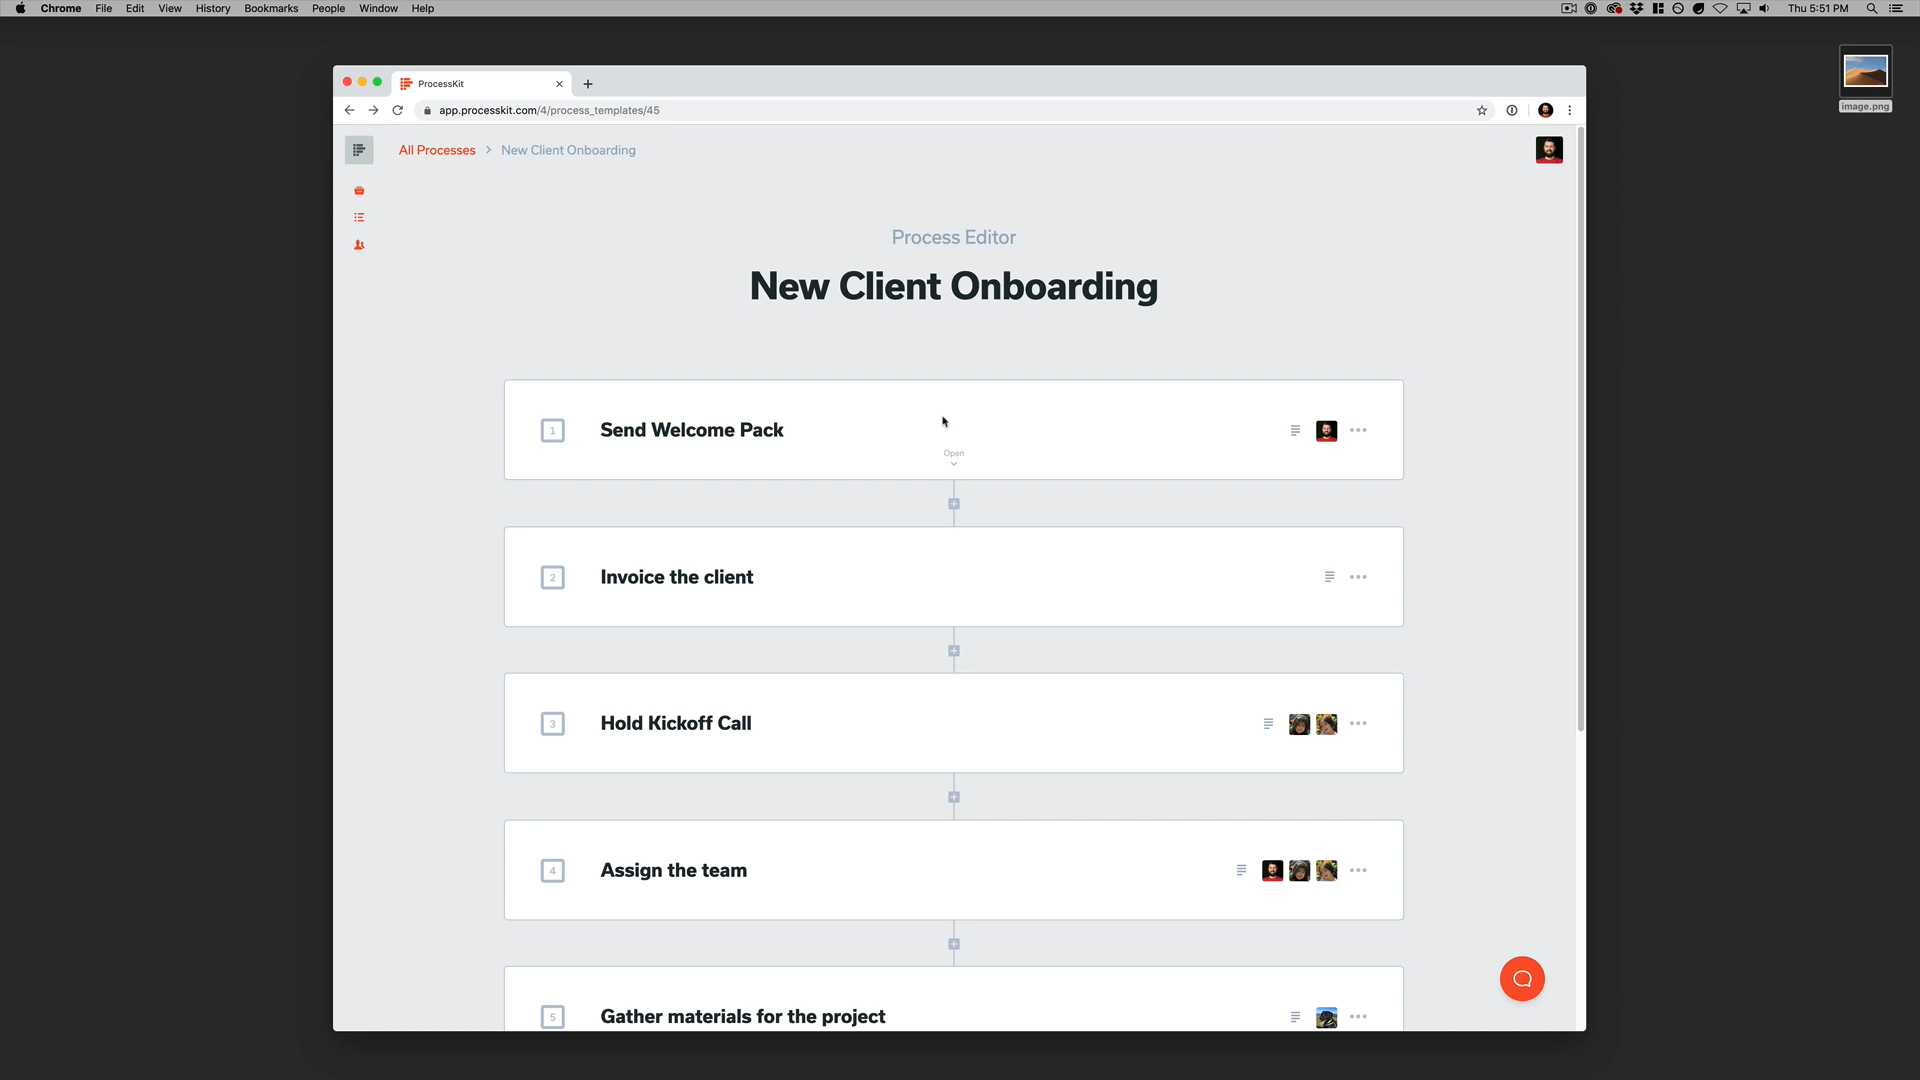 Chrome File Edit View History Bookmarks People Window Help
Thu 5:51 PM
image.png
ProcessKit
app.processkit.com/4/process_templates/45
All Processes > New Client Onboarding
Process Editor
New Client Onboarding
1 Send Welcome Pack
Open
2 Invoice the client
3 Hold Kickoff Call
4 Assign the team
5 Gather materials for the project